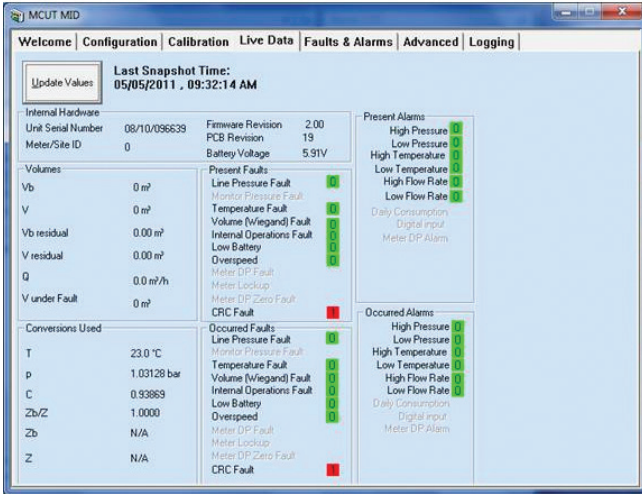 MCUT MID
Welcome Configuration Calibration Live Data Faults & Alarms Advanced Logging
Update Values
Last Snapshot Time:
05/05/2011 , 09:32:14 AM
Internal Hardware
Unit Serial Number 08/10/096639
Meter/Site ID 0
Firmware Revision 2.00
PCB Revision 19
Battery Voltage 5.91V
Volumes
Vb 0 m³
V 0 m³
Vb residual 0.00 m³
V residual 0.00 m³
Q 0.0 m³/h
V under Fault 0 m³
Present Faults
Line Pressure Fault 0
Monitor Pressure Fault
Temperature Fault 0
Volume (Wiegand) Fault 0
Internal Operations Fault 0
Low Battery 0
Overspeed 0
Meter DP Fault
Meter Lockup
Meter DP Zero Fault
CRC Fault 1
Present Alarms
High Pressure 0
Low Pressure 0
High Temperature 0
Low Temperature 0
High Flow Rate 0
Low Flow Rate 0
Daily Consumption
Digital input
Meter DP Alarm
Conversions Used
T 23.0 °C
p 1.03128 bar
C 0.93869
Zb/Z 1.0000
Zb N/A
Z N/A
Occurred Faults
Line Pressure Fault 0
Monitor Pressure Fault
Temperature Fault 0
Volume (Wiegand) Fault 0
Internal Operations Fault 0
Low Battery 0
Overspeed 0
Meter DP Fault
Meter Lockup
Meter DP Zero Fault
CRC Fault 1
Occurred Alarms
High Pressure 0
Low Pressure 0
High Temperature 0
Low Temperature 0
High Flow Rate 0
Low Flow Rate 0
Daily Consumption
Digital input
Meter DP Alarm